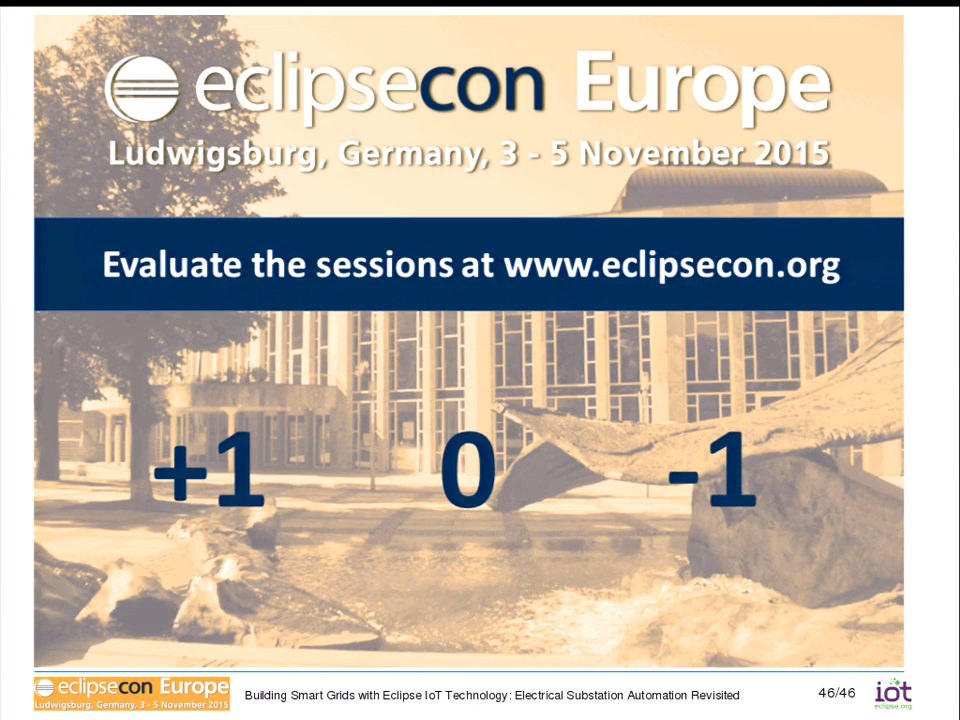 eclipsecon Europe
Ludwigsburg, Germany, 3 - 5 November 2015
Evaluate the sessions at www.eclipsecon.org
+1 0 -1
eclipsecon Europe
Ludwigsburg, Germany, 3 - 5 November 2015
Building Smart Grids with Eclipse IoT Technology: Electrical Substation Automation Revisited
46/46
iot
eclipse.org